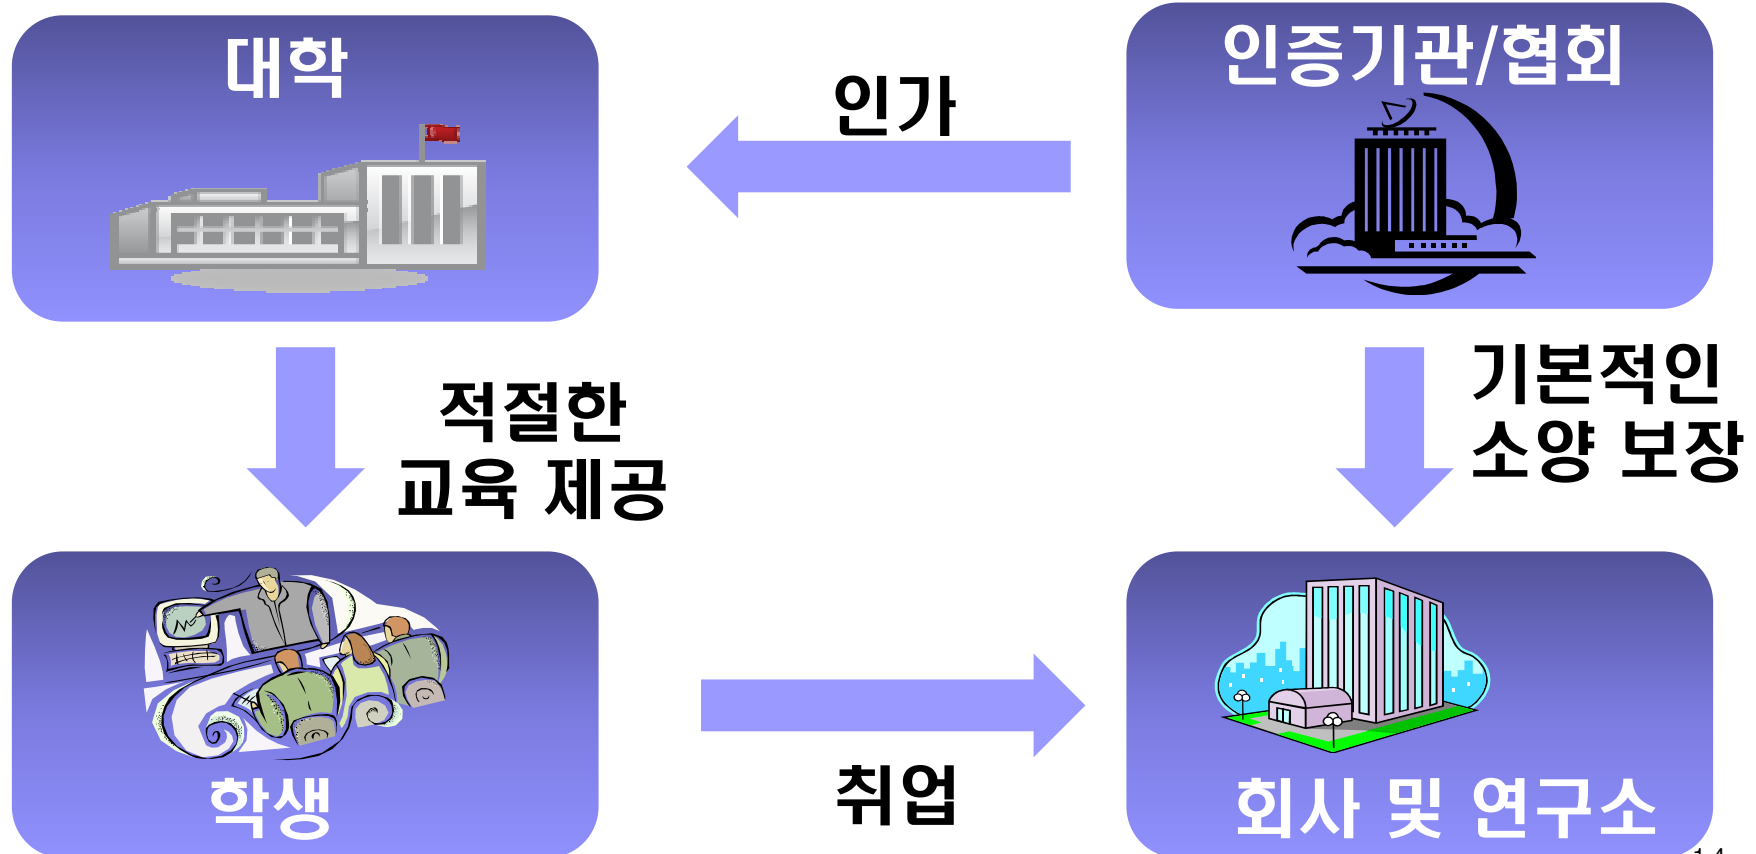 대학
인증기관/협회
인가
적절한
교육 제공
기본적인
소양 보장
학생
취업
회사 및 연구소